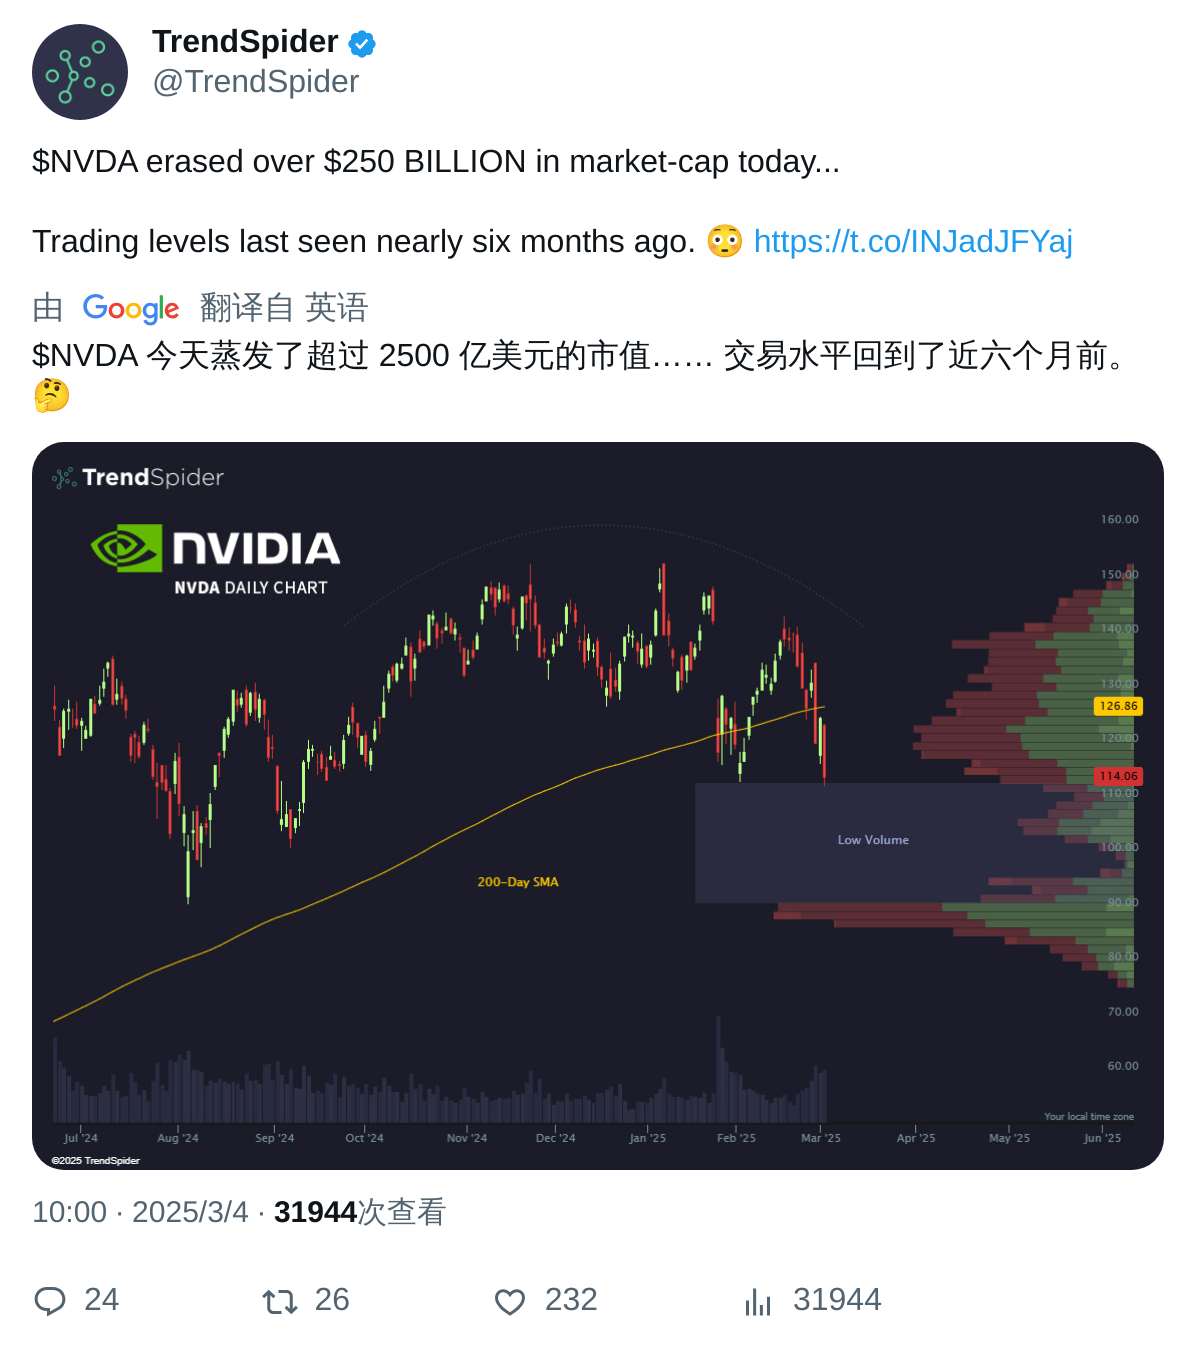 TrendSpider
@TrendSpider
$NVDA erased over $250 BILLION in market-cap today...
Trading levels last seen nearly six months ago. 😳 https://t.co/INJadJFYaj
由 Google 翻译自 英语
$NVDA 今天蒸发了超过 2500 亿美元的市值…… 交易水平回到了近六个月前。
🤔
TrendSpider
NVIDIA
NVDA DAILY CHART
160.00
150.00
140.00
130.00
126.86
120.00
114.06
110.00
Low Volume
100.00
200-Day SMA
90.00
80.00
70.00
60.00
Your local time zone
Jul '24 Aug '24 Sep '24 Oct '24 Nov '24 Dec '24 Jan '25 Feb '25 Mar '25 Apr '25 May '25 Jun '25
©2025 TrendSpider
10:00 · 2025/3/4 · 31944次查看
24 26 232 31944